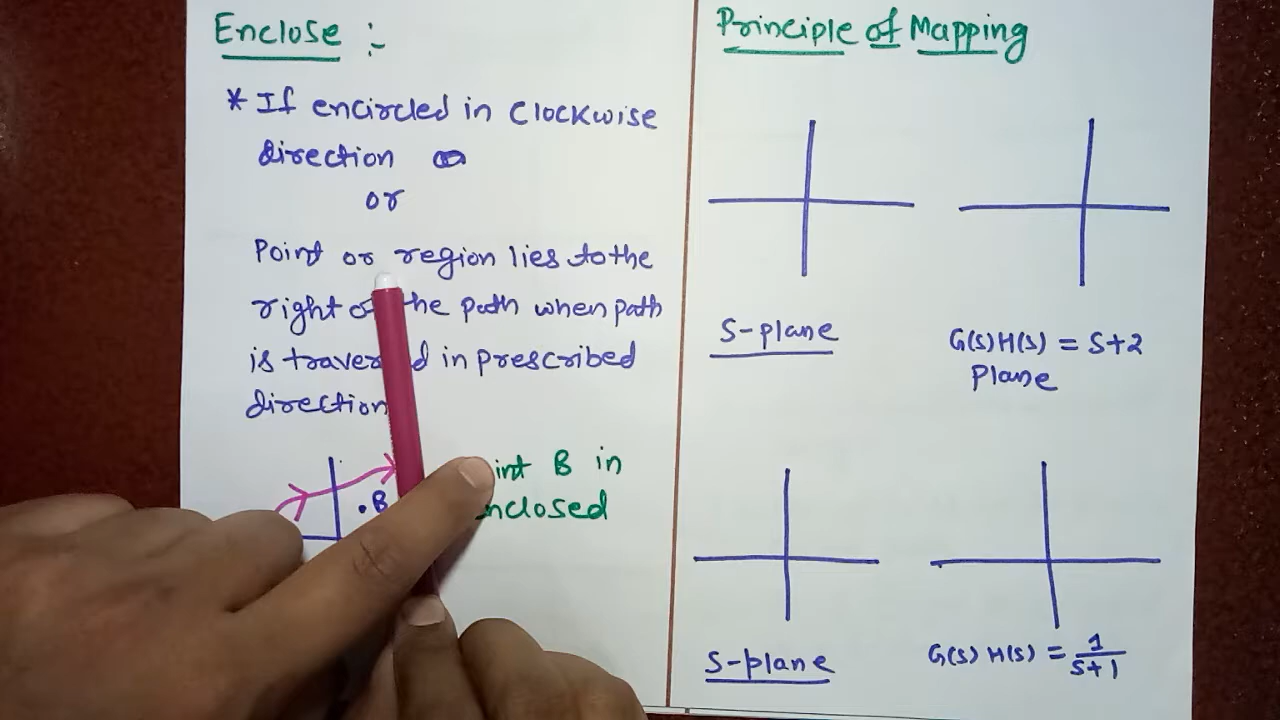 Enclose :-
* If encircled in clockwise
direction
or
Point or region lies to the
right of the path when path
is in prescribed
direction
B
B in
Principle of Mapping
S-plane
G(s)H(s) = S+2
Plane
S-plane
G(s) H(s) = 1/S+1